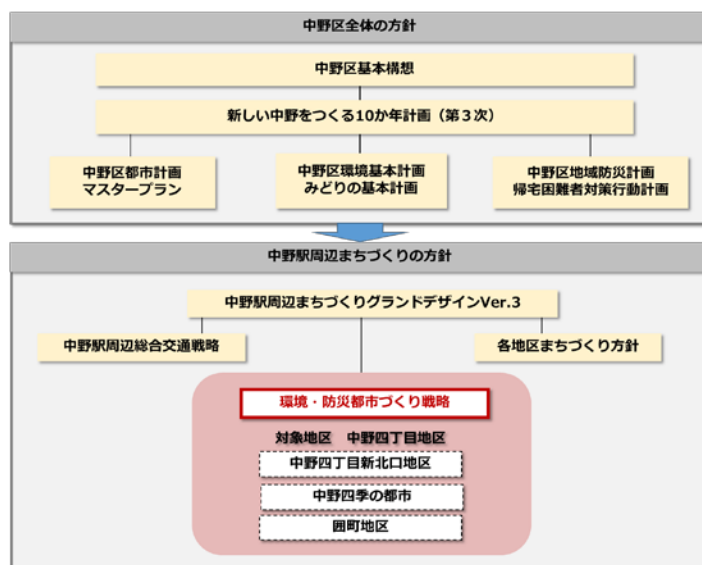 中野区全体の方針
中野区基本構想
新しい中野をつくる10か年計画（第３次）
中野区都市計画
マスタープラン
中野区環境基本計画
みどりの基本計画
中野区地域防災計画
帰宅困難者対策行動計画
中野駅周辺まちづくりの方針
中野駅周辺まちづくりグランドデザインVer.3
中野駅周辺総合交通戦略
各地区まちづくり方針
環境・防災都市づくり戦略
対象地区　中野四丁目地区
中野四丁目新北口地区
中野四季の都市
囲町地区